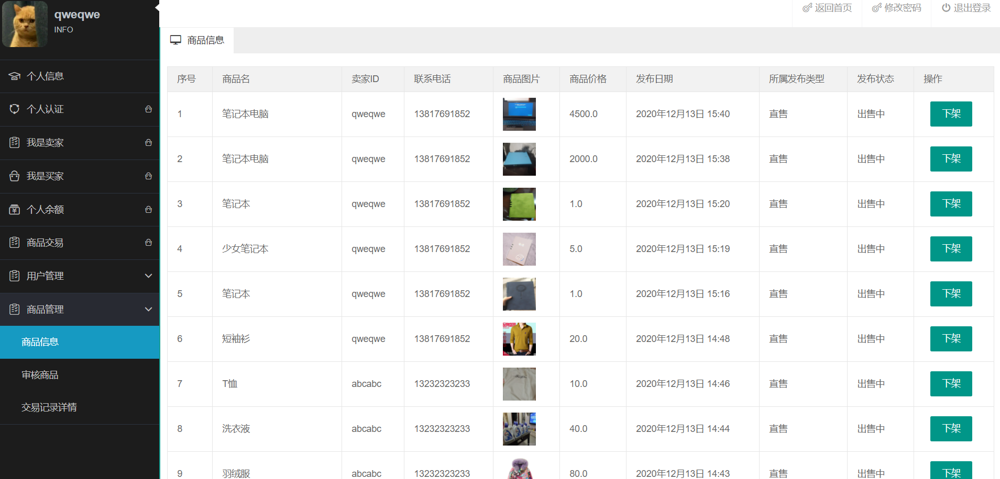 qweqwe
INFO
返回首页 修改密码 退出登录
个人信息
个人认证
我是卖家
我是买家
个人余额
商品交易
用户管理
商品管理
商品信息
审核商品
交易记录详情
商品信息
序号 商品名 卖家ID 联系电话 商品图片 商品价格 发布日期 所属发布类型 发布状态 操作
1 笔记本电脑 qweqwe 13817691852 4500.0 2020年12月13日 15:40 直售 出售中 下架
2 笔记本电脑 qweqwe 13817691852 2000.0 2020年12月13日 15:38 直售 出售中 下架
3 笔记本 qweqwe 13817691852 1.0 2020年12月13日 15:20 直售 出售中 下架
4 少女笔记本 qweqwe 13817691852 5.0 2020年12月13日 15:19 直售 出售中 下架
5 笔记本 qweqwe 13817691852 1.0 2020年12月13日 15:16 直售 出售中 下架
6 短袖衫 qweqwe 13817691852 20.0 2020年12月13日 14:48 直售 出售中 下架
7 T恤 abcabc 13232323233 10.0 2020年12月13日 14:46 直售 出售中 下架
8 洗衣液 abcabc 13232323233 40.0 2020年12月13日 14:44 直售 出售中 下架
9 羽绒服 abcabc 13232323233 80.0 2020年12月13日 14:43 直售 出售中 下架